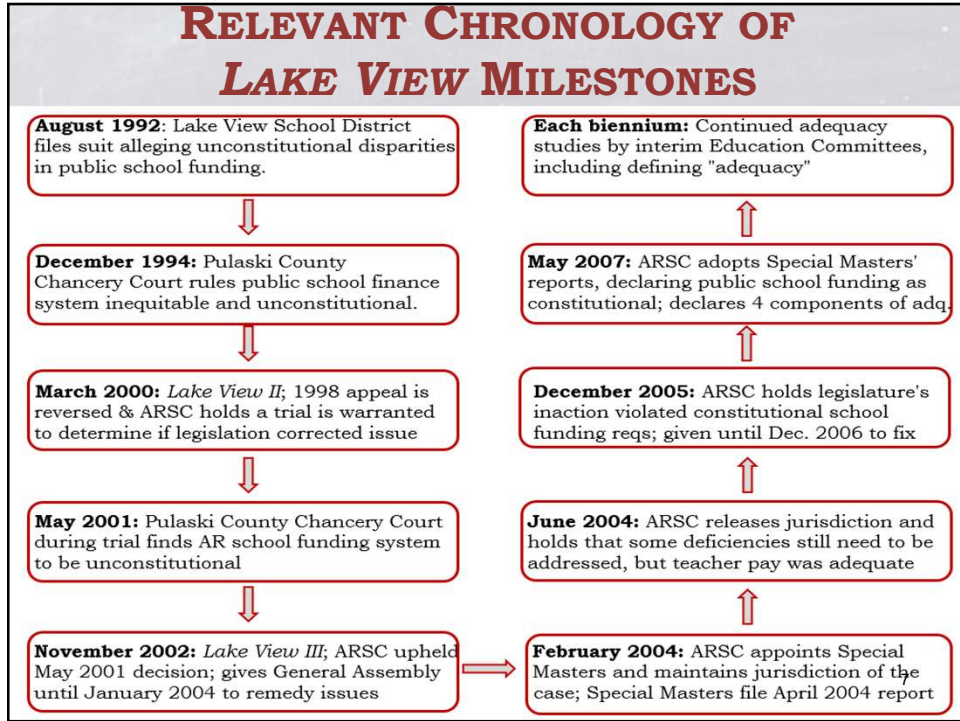 RELEVANT CHRONOLOGY OF
LAKE VIEW MILESTONES
August 1992: Lake View School District
files suit alleging unconstitutional disparities
in public school funding.
December 1994: Pulaski County
Chancery Court rules public school finance
system inequitable and unconstitutional.
March 2000: Lake View II; 1998 appeal is
reversed & ARSC holds a trial is warranted
to determine if legislation corrected issue
May 2001: Pulaski County Chancery Court
during trial finds AR school funding system
to be unconstitutional
November 2002: Lake View III; ARSC upheld
May 2001 decision; gives General Assembly
until January 2004 to remedy issues
February 2004: ARSC appoints Special
Masters and maintains jurisdiction of the
case; Special Masters file April 2004 report
June 2004: ARSC releases jurisdiction and
holds that some deficiencies still need to be
addressed, but teacher pay was adequate
December 2005: ARSC holds legislature's
inaction violated constitutional school
funding reqs; given until Dec. 2006 to fix
May 2007: ARSC adopts Special Masters'
reports, declaring public school funding as
constitutional; declares 4 components of adq.
Each biennium: Continued adequacy
studies by interim Education Committees,
including defining "adequacy"
7